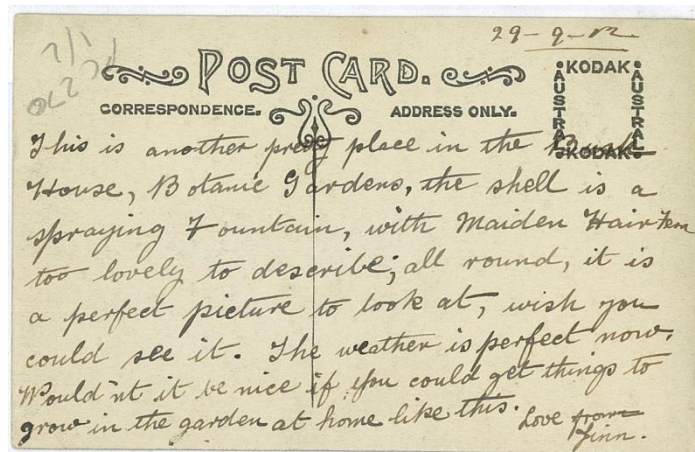 29-9-12
POST CARD.
CORRESPONDENCE.
ADDRESS ONLY.
KODAK
AUSTRAL
AUSTRAL
KODAK
This is another pretty place in the Bush
House, Botanic Gardens, the shell is a
spraying Fountain, with Maiden Hair Fern
too lovely to describe; all round, it is
a perfect picture to look at, wish you
could see it. The weather is perfect now.
Would'nt it be nice if you could get things to
grow in the garden at home like this.
Love from